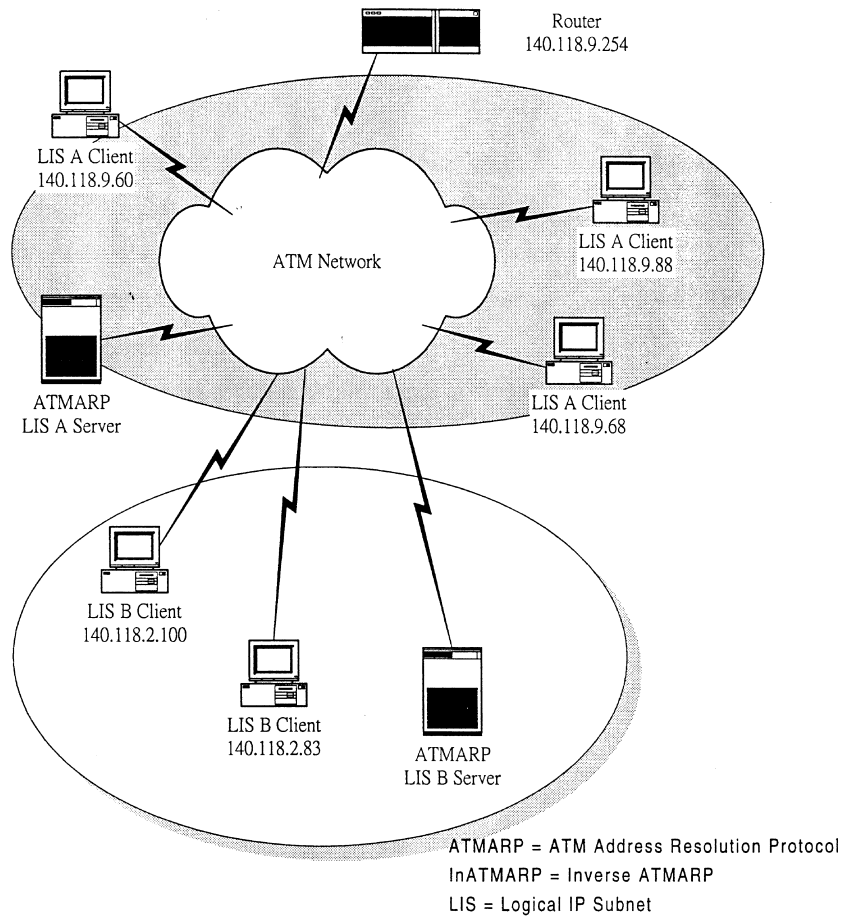 Router
140.118.9.254
LIS A Client
140.118.9.60
LIS A Client
140.118.9.88
ATM Network
ATMARP
LIS A Server
LIS A Client
140.118.9.68
LIS B Client
140.118.2.100
LIS B Client
140.118.2.83
ATMARP
LIS B Server
ATMARP = ATM Address Resolution Protocol
InATMARP = Inverse ATMARP
LIS = Logical IP Subnet